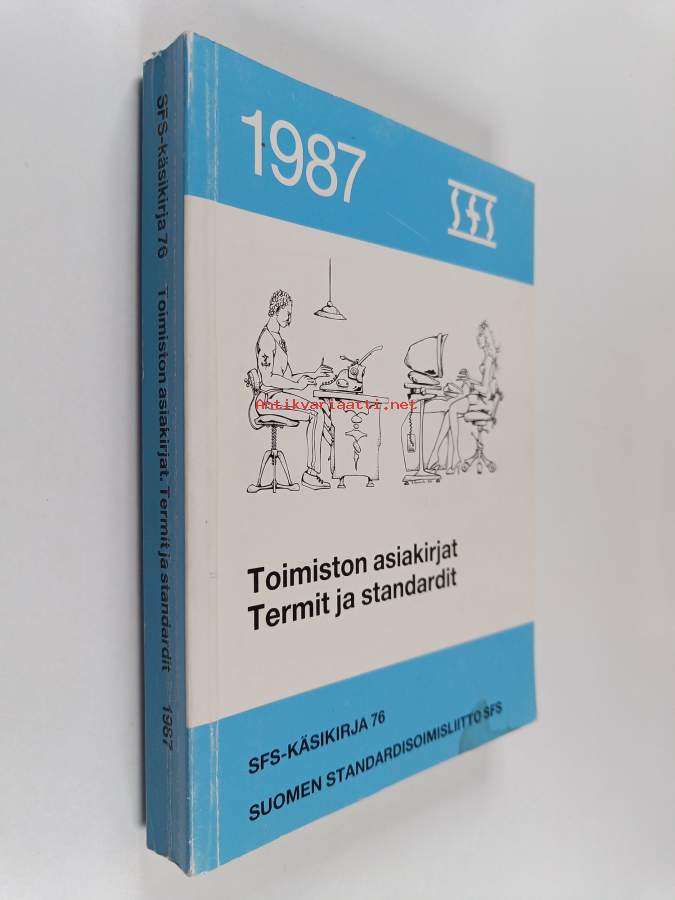 1987
SFS
Antikvariaatti.net
Toimiston asiakirjat
Termit ja standardit
SFS-KÄSIKIRJA 76
SUOMEN STANDARDISOIMISLIITTO SFS
SFS-käsikirja 76 Toimiston asiakirjat. Termit ja standardit 1987